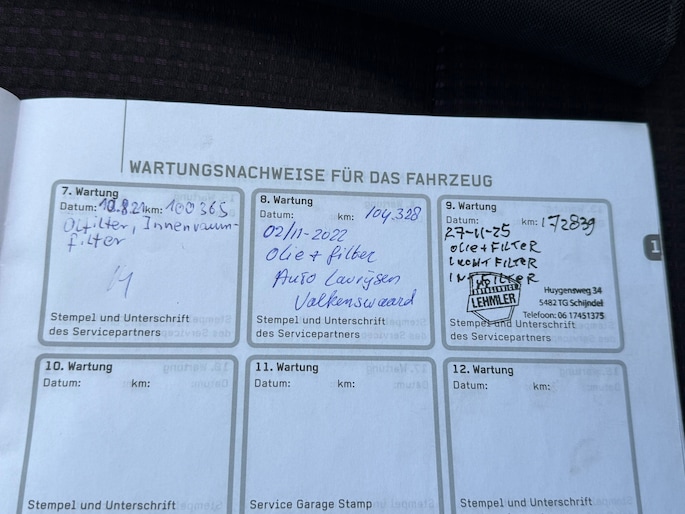 WARTUNGSNACHWEISE FÜR DAS FAHRZEUG
7. Wartung
Datum: 10.8.21 km: 100365
Ölfilter, Innenraum-
filter
Stempel und Unterschrift
des Servicepartners
8. Wartung
Datum: km: 104.328
02/11-2022
Olie + filter
Auto Laurijsen
Valkenswaard
Stempel und Unterschrift
des Servicepartners
9. Wartung
Datum: km: 172839
27-11-25
OLIE + FILTER
LUCHT FILTER
LEHMLER
Huygensweg 34
5482 TG Schijndel
Telefoon: 06 17451375
Stempel und Unterschrift
des Servicepartners
1
10. Wartung
Datum: km:
Stempel und Unterschrift
11. Wartung
Datum: km:
Service Garage Stamp
12. Wartung
Datum: km:
Stempel und Unterschrift